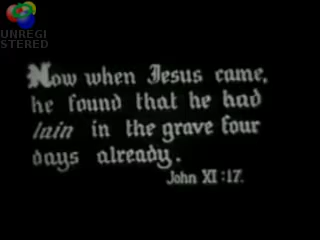 UNREGI
STERED
Now when Jesus came,
he found that he had
lain in the grave four
days already.
John XI:17.